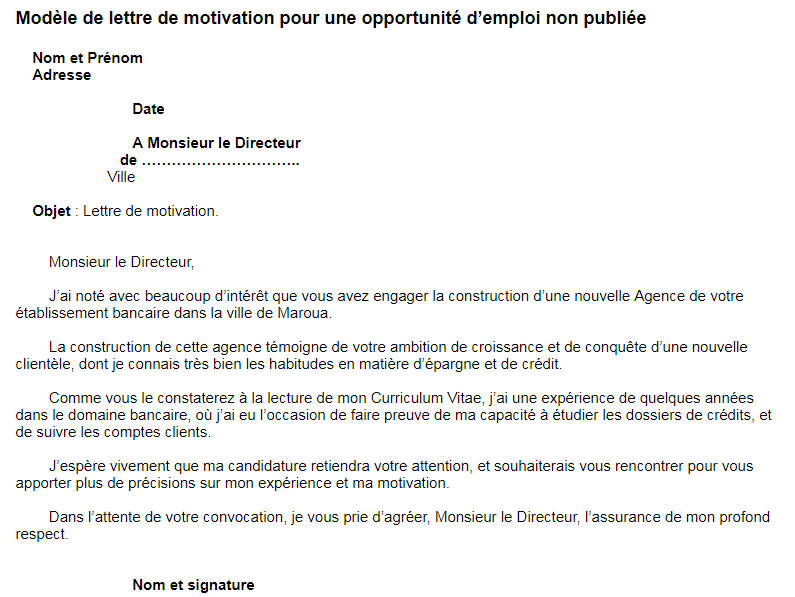 Modèle de lettre de motivation pour une opportunité d’emploi non publiée
Nom et Prénom
Adresse
Date
A Monsieur le Directeur
de …………………………..
Ville
Objet : Lettre de motivation.
Monsieur le Directeur,
J’ai noté avec beaucoup d’intérêt que vous avez engager la construction d’une nouvelle Agence de votre
établissement bancaire dans la ville de Maroua.
La construction de cette agence témoigne de votre ambition de croissance et de conquête d’une nouvelle
clientèle, dont je connais très bien les habitudes en matière d’épargne et de crédit.
Comme vous le constaterez à la lecture de mon Curriculum Vitae, j’ai une expérience de quelques années
dans le domaine bancaire, où j’ai eu l’occasion de faire preuve de ma capacité à étudier les dossiers de crédits, et
de suivre les comptes clients.
J’espère vivement que ma candidature retiendra votre attention, et souhaiterais vous rencontrer pour vous
apporter plus de précisions sur mon expérience et ma motivation.
Dans l’attente de votre convocation, je vous prie d’agréer, Monsieur le Directeur, l’assurance de mon profond
respect.
Nom et signature